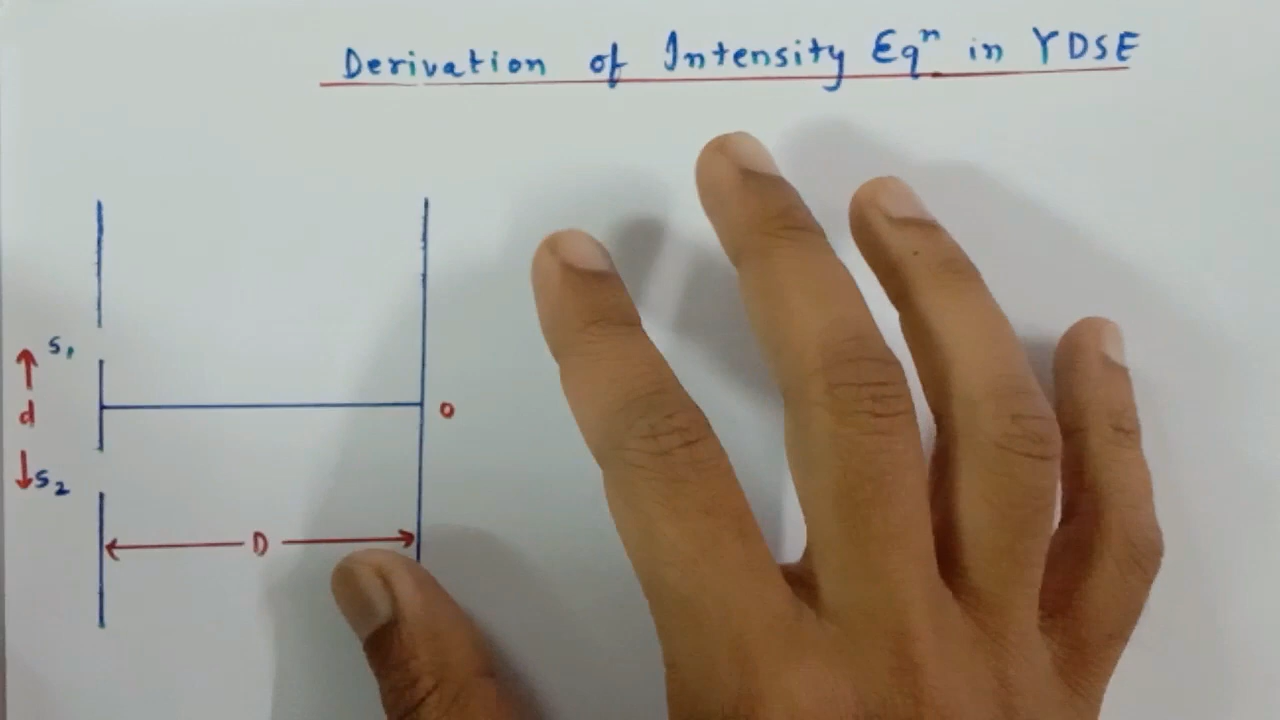 Derivation of Intensity Eqⁿ in YDSE
S₁
d
S₂
O
D